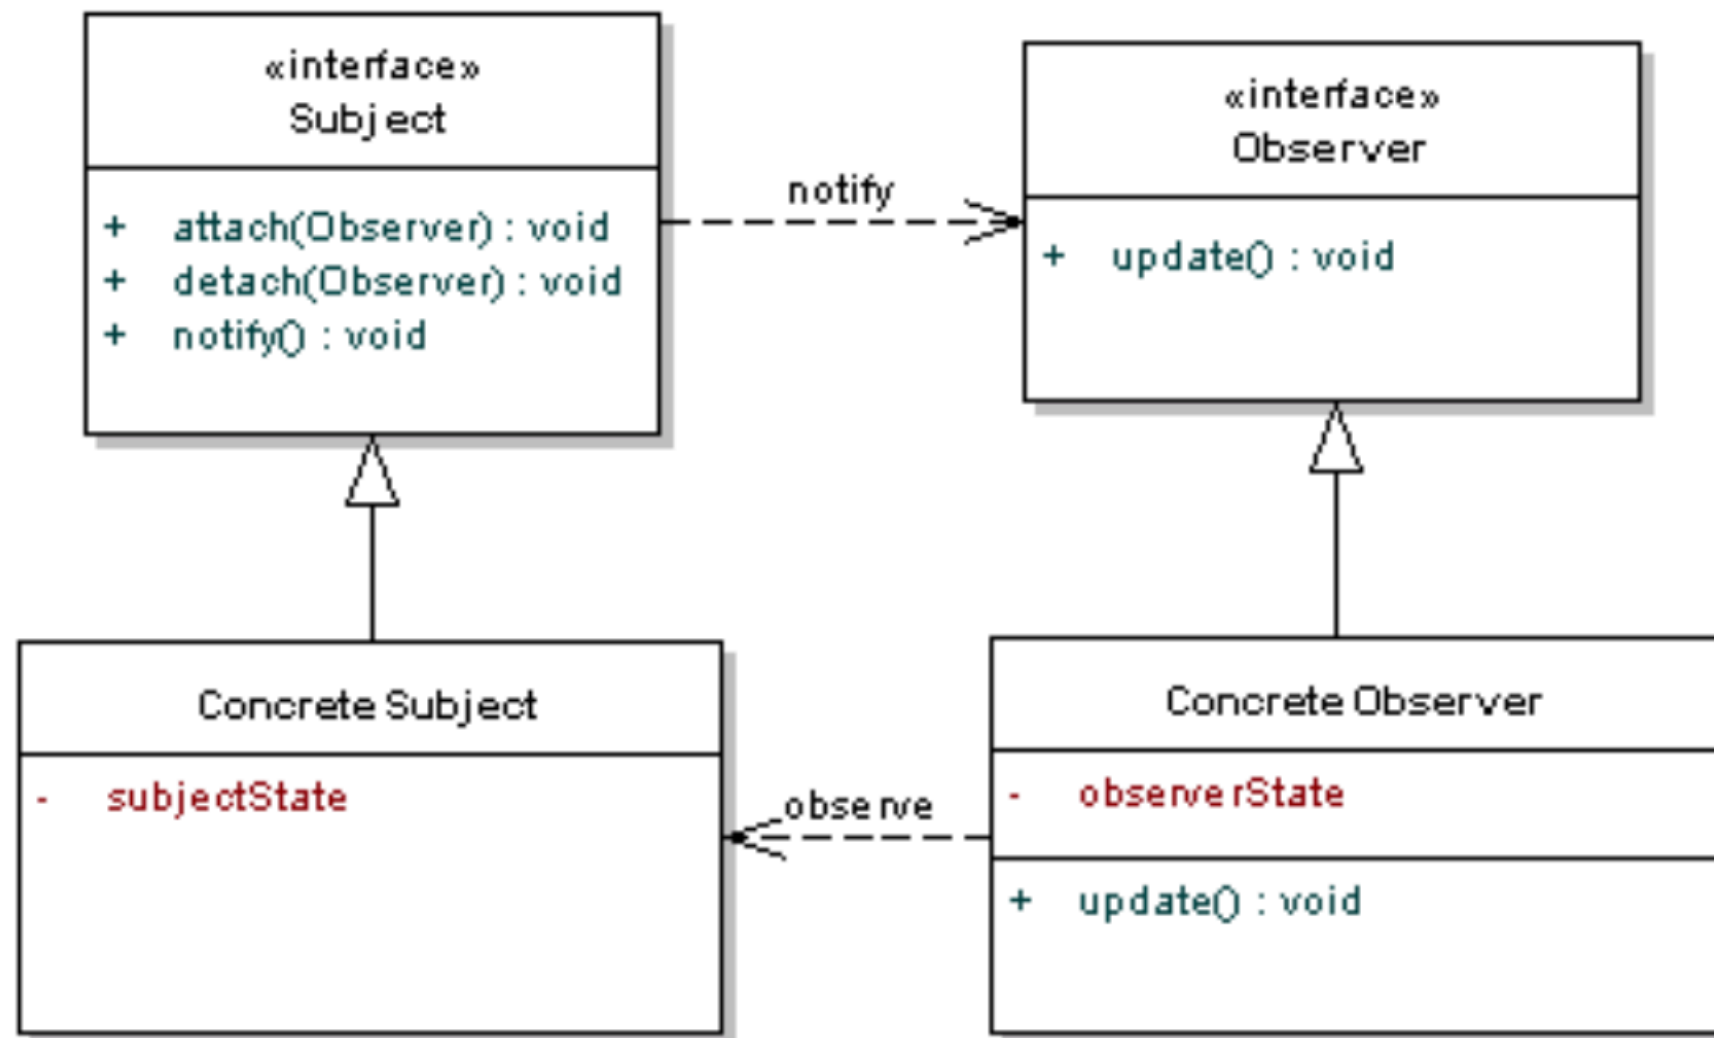 «interface»
Subject
+ attach(Observer) : void
+ detach(Observer) : void
+ notify() : void
notify
«interface»
Observer
+ update() : void
Concrete Subject
- subjectState
observe
Concrete Observer
- observerState
+ update() : void